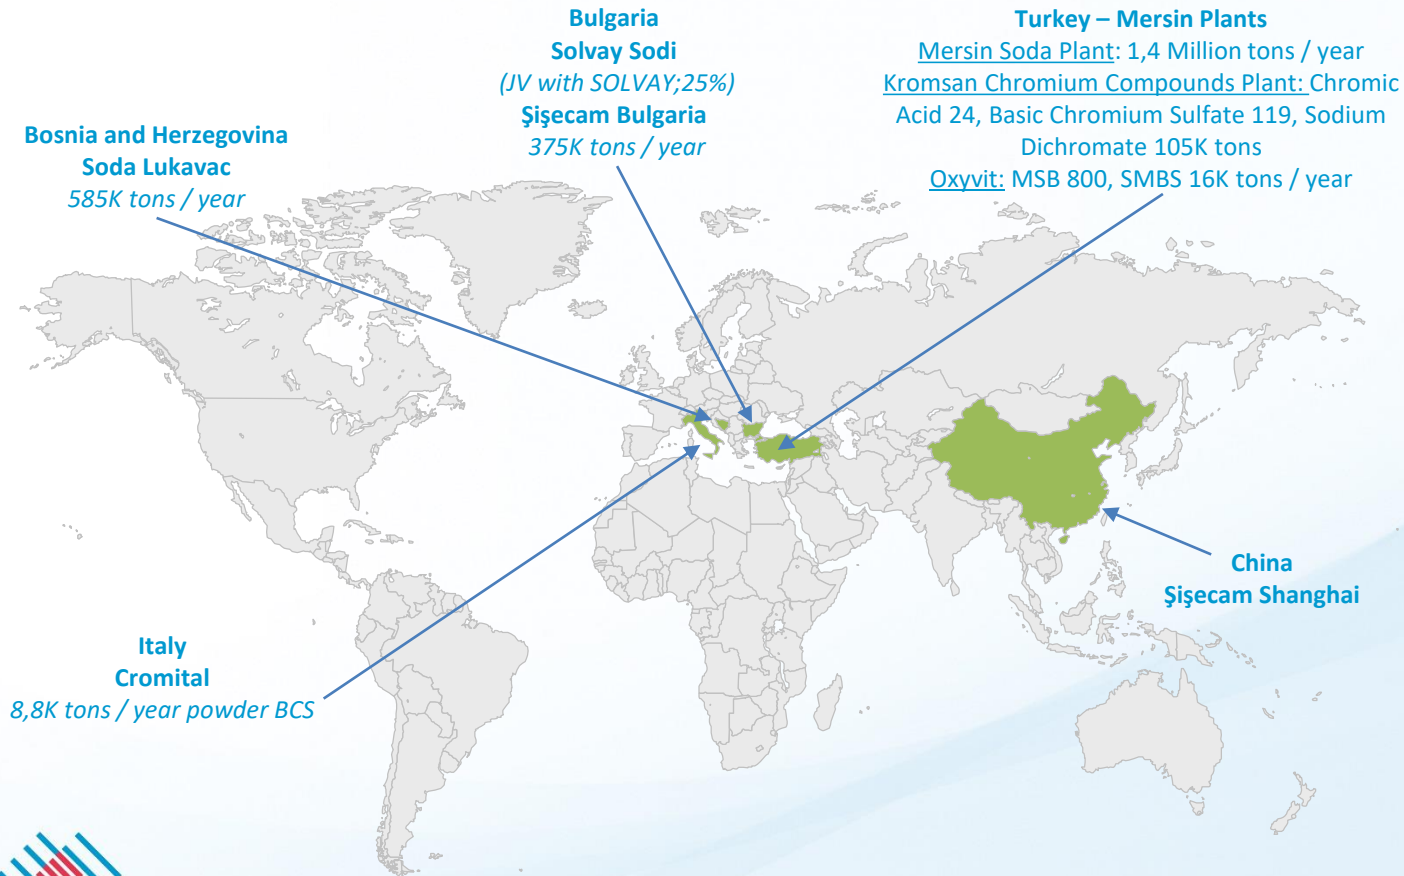 Bulgaria
Solvay Sodi
(JV with SOLVAY;25%)
Şişecam Bulgaria
375K tons / year
Turkey – Mersin Plants
Mersin Soda Plant: 1,4 Million tons / year
Kromsan Chromium Compounds Plant: Chromic
Acid 24, Basic Chromium Sulfate 119, Sodium
Dichromate 105K tons
Oxyvit: MSB 800, SMBS 16K tons / year
Bosnia and Herzegovina
Soda Lukavac
585K tons / year
China
Şişecam Shanghai
Italy
Cromital
8,8K tons / year powder BCS